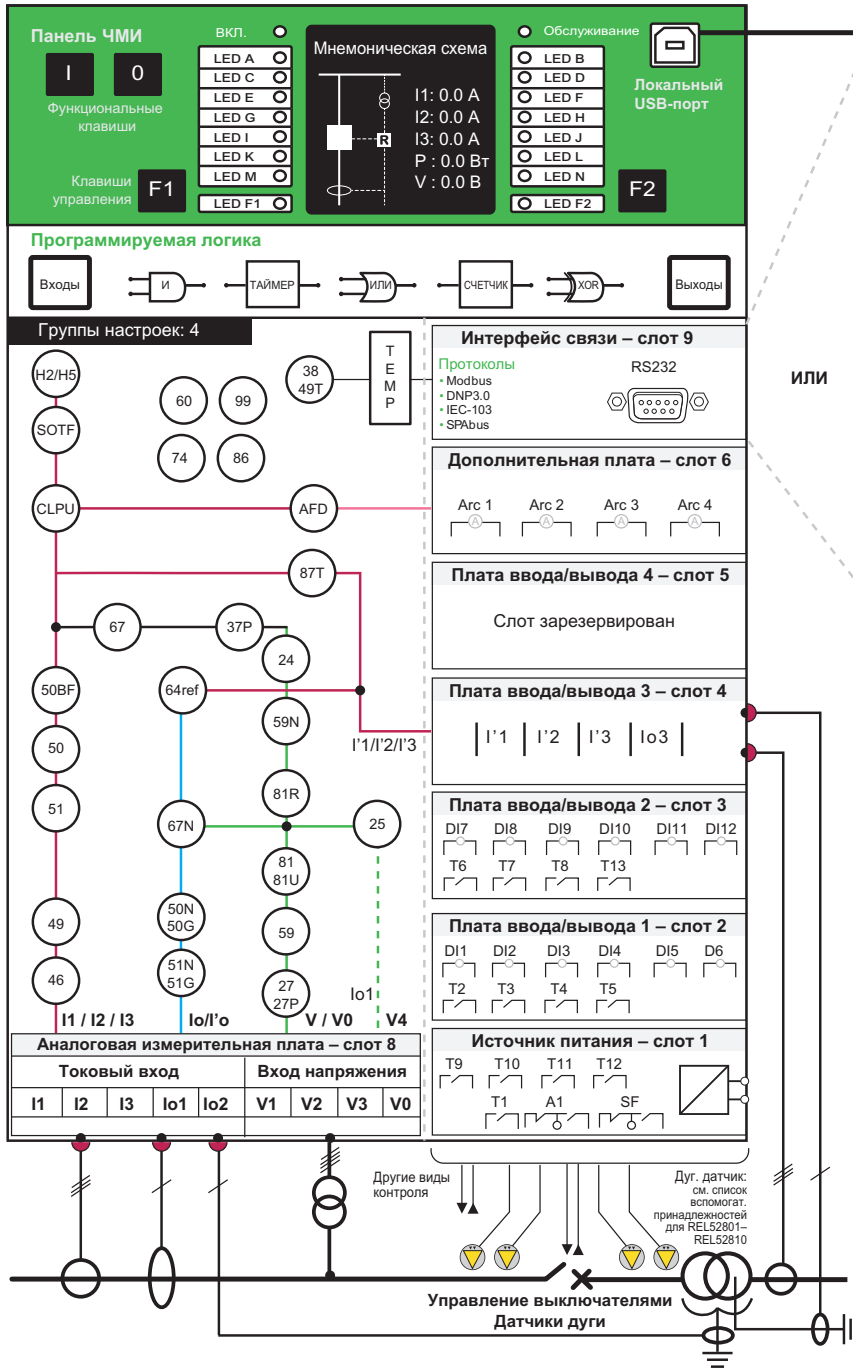 Панель ЧМИ
I
0
Функциональные
клавиши
Клавиши
управления
F1
ВКЛ.
LED A
LED C
LED E
LED G
LED I
LED K
LED M
LED F1
Мнемоническая схема
R
I1: 0.0 А
I2: 0.0 А
I3: 0.0 А
P : 0.0 Вт
V : 0.0 В
Обслуживание
LED B
LED D
LED F
LED H
LED J
LED L
LED N
LED F2
Локальный
USB-порт
F2
Программируемая логика
Входы
И
ТАЙМЕР
ИЛИ
СЧЕТЧИК
XOR
Выходы
Группы настроек: 4
H2/H5
SOTF
60
99
74
86
38
49T
T
E
M
P
CLPU
AFD
87T
67
37P
24
50BF
64ref
59N
I'1/I'2/I'3
50
51
81R
67N
25
81
81U
49
50N
50G
59
46
51N
51G
27
27P
Io1
I1 / I2 / I3
Io/I'o
V / V0
V4
Аналоговая измерительная плата – слот 8
Токовый вход
Вход напряжения
I1
I2
I3
Io1
Io2
V1
V2
V3
V0
Интерфейс связи – слот 9
Протоколы
• Modbus
• DNP3.0
• IEC-103
• SPAbus
RS232
ИЛИ
Дополнительная плата – слот 6
Arc 1
Arc 2
Arc 3
Arc 4
A
A
A
A
Плата ввода/вывода 4 – слот 5
Слот зарезервирован
Плата ввода/вывода 3 – слот 4
I'1
I'2
I'3
Io3
Плата ввода/вывода 2 – слот 3
DI7
DI8
DI9
DI10
DI11
DI12
T6
T7
T8
T13
Плата ввода/вывода 1 – слот 2
DI1
DI2
DI3
DI4
DI5
D6
T2
T3
T4
T5
Источник питания – слот 1
T9
T10
T11
T12
T1
A1
SF
Другие виды
контроля
Дуг. датчик:
см. список
вспомогат.
принадлежностей
для REL52801–
REL52810
Управление выключателями
Датчики дуги